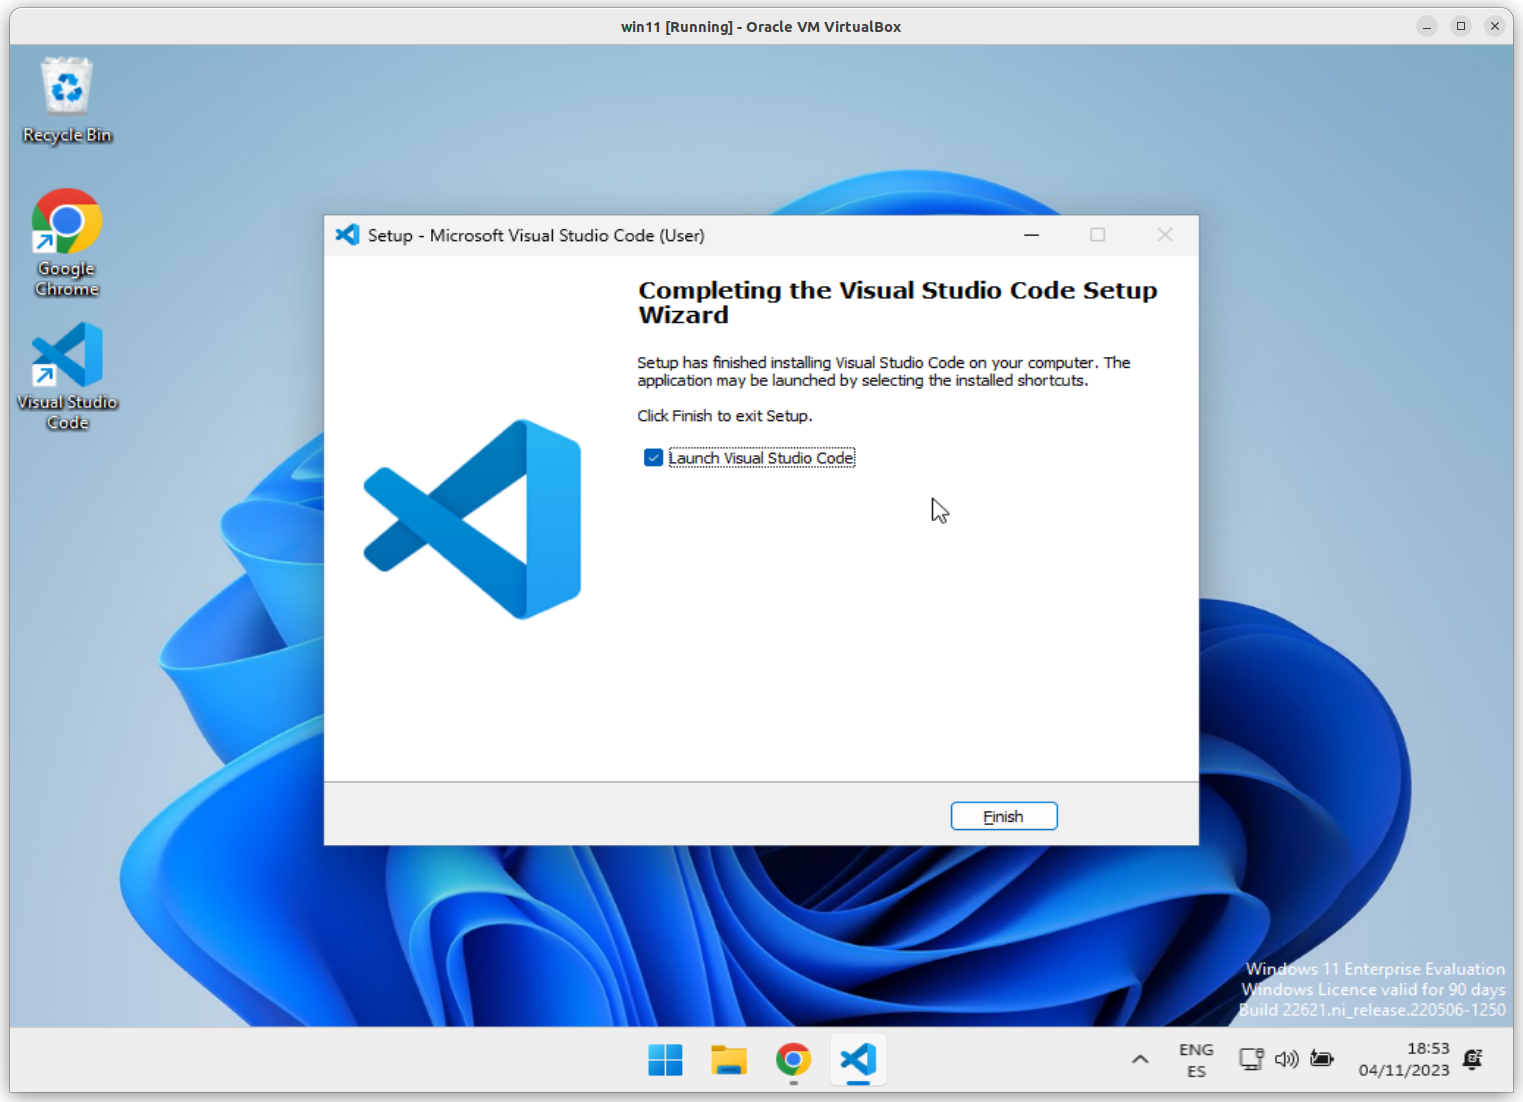 win11 [Running] - Oracle VM VirtualBox
Recycle Bin
Google
Chrome
Visual Studio
Code
Setup - Microsoft Visual Studio Code (User)
Completing the Visual Studio Code Setup
Wizard
Setup has finished installing Visual Studio Code on your computer. The
application may be launched by selecting the installed shortcuts.
Click Finish to exit Setup.
Launch Visual Studio Code
Finish
Windows 11 Enterprise Evaluation
Windows Licence valid for 90 days
Build 22621.ni_release.220506-1250
ENG
ES
18:53
04/11/2023